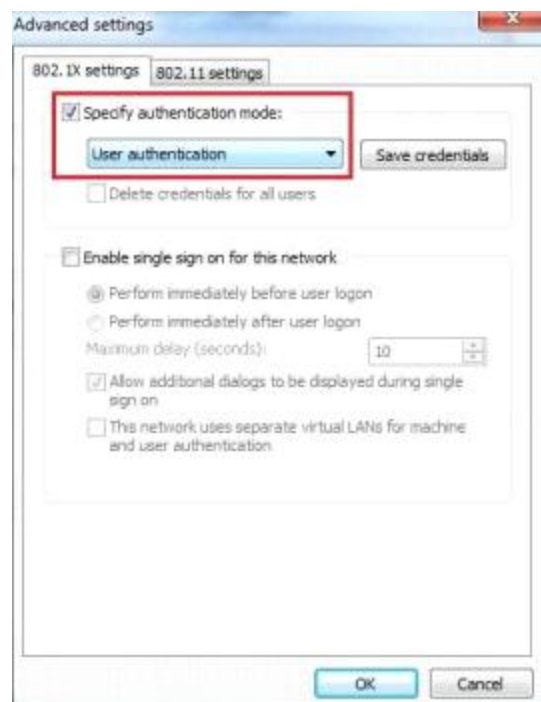 Advanced settings
802.1X settings
802.11 settings
Specify authentication mode:
User authentication
Save credentials
Delete credentials for all users
Enable single sign on for this network
Perform immediately before user logon
Perform immediately after user logon
Maximum delay (seconds):
10
Allow additional dialogs to be displayed during single
sign on
This network uses separate virtual LANs for machine
and user authentication
OK
Cancel